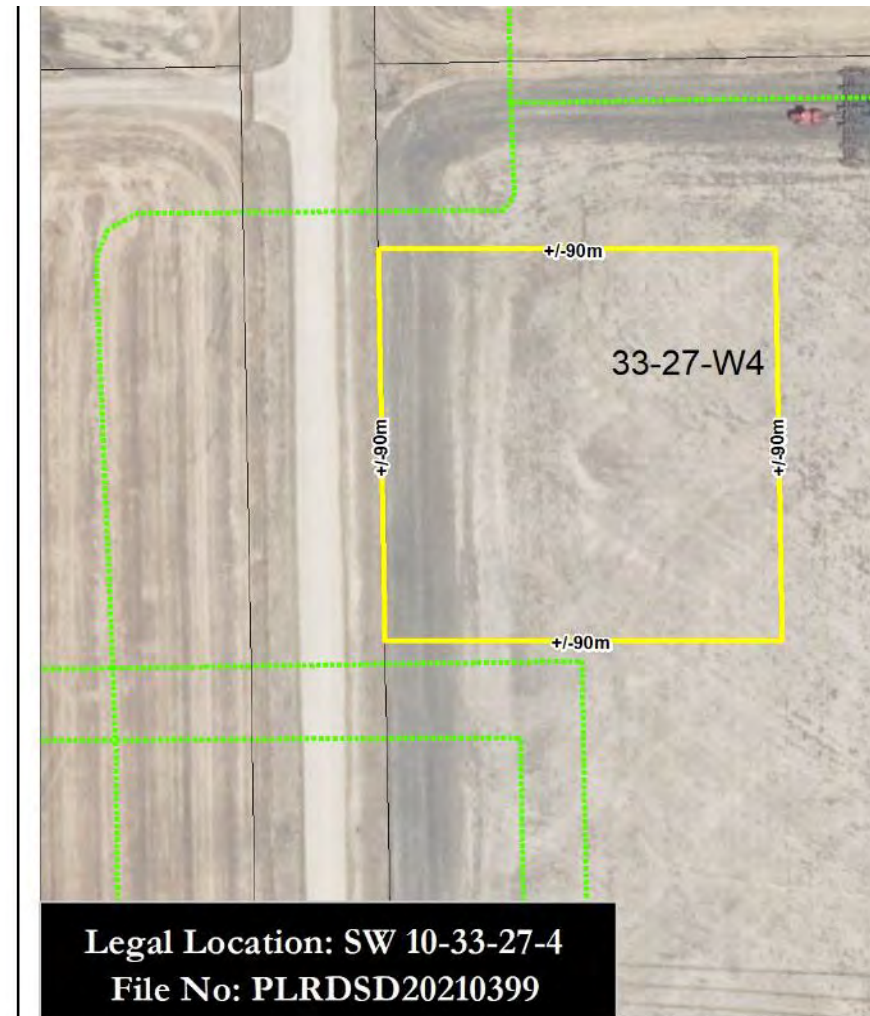 +/-90m
33-27-W4
+/-90m
+/-90m
+/-90m
Legal Location: SW 10-33-27-4
File No: PLRDSD20210399